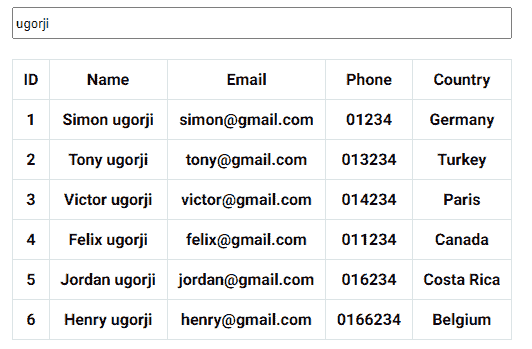 ugorji
ID Name Email Phone Country
1 Simon ugorji simon@gmail.com 01234 Germany
2 Tony ugorji tony@gmail.com 013234 Turkey
3 Victor ugorji victor@gmail.com 014234 Paris
4 Felix ugorji felix@gmail.com 011234 Canada
5 Jordan ugorji jordan@gmail.com 016234 Costa Rica
6 Henry ugorji henry@gmail.com 0166234 Belgium